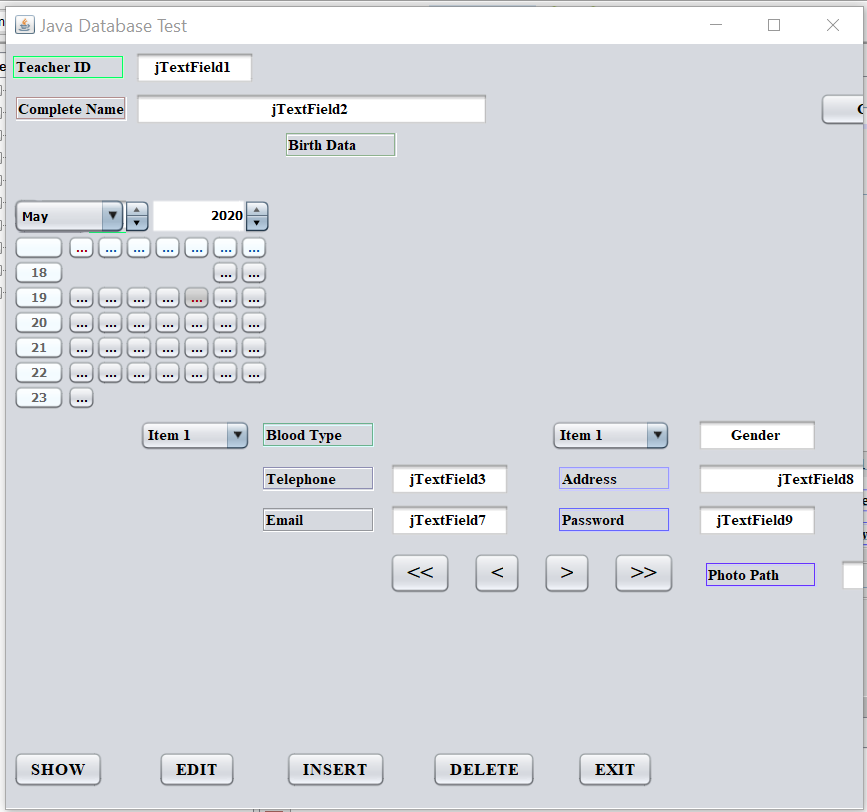 Java Database Test
Teacher ID jTextField1
Complete Name jTextField2
Birth Data
May 2020
... ... ... ... ... ... ...
18 ... ...
19 ... ... ... ... ... ... ...
20 ... ... ... ... ... ... ...
21 ... ... ... ... ... ... ...
22 ... ... ... ... ... ... ...
23 ...
Item 1 Blood Type Item 1 Gender
Telephone jTextField3 Address jTextField8
Email jTextField7 Password jTextField9
<< < > >> Photo Path
SHOW EDIT INSERT DELETE EXIT